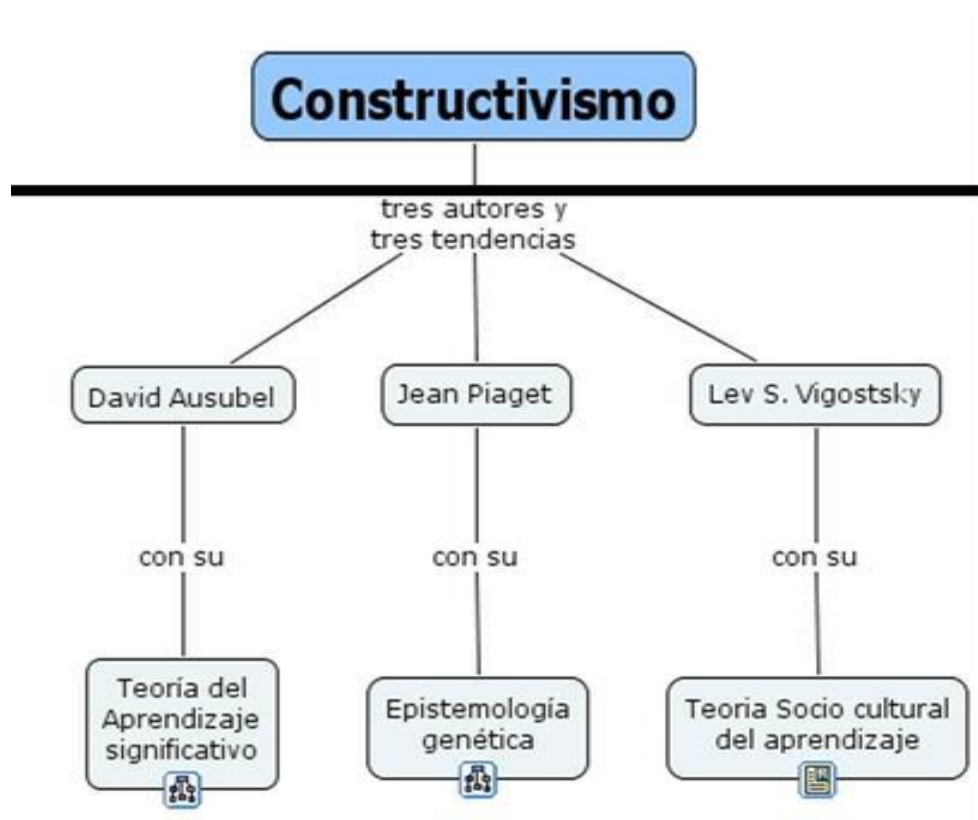 Constructivismo
tres autores y
tres tendencias
David Ausubel
Jean Piaget
Lev S. Vigostsky
con su
con su
con su
Teoría del
Aprendizaje
significativo
Epistemología
genética
Teoria Socio cultural
del aprendizaje